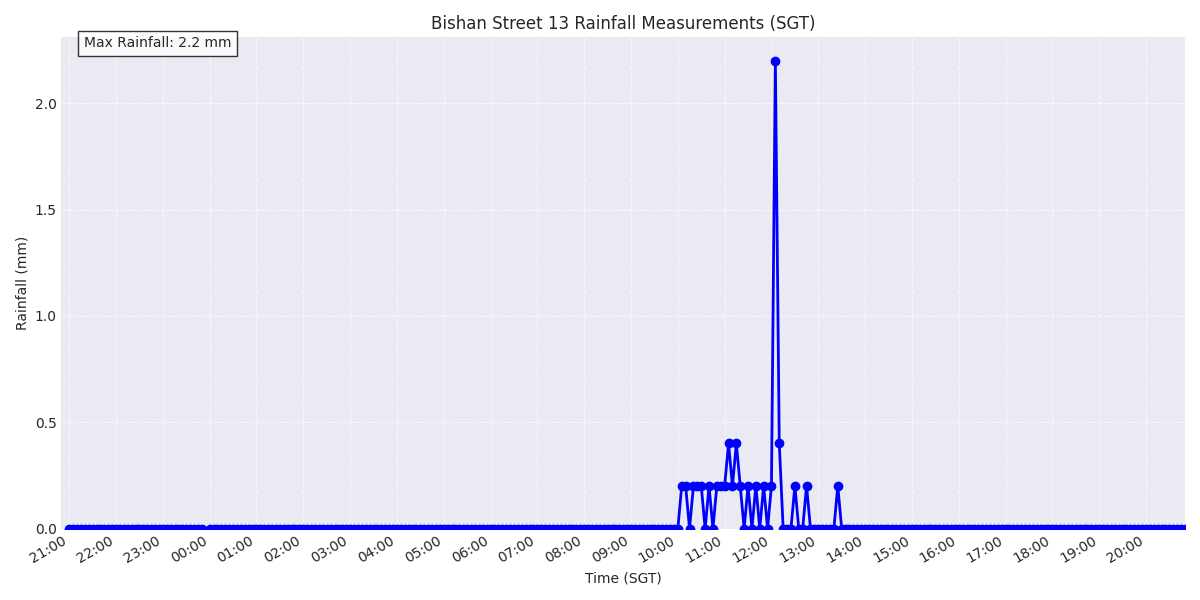 Bishan Street 13 Rainfall Measurements (SGT)
Max Rainfall: 2.2 mm
2.0
1.5
1.0
0.5
0.0
Rainfall (mm)
21:00 22:00 23:00 00:00 01:00 02:00 03:00 04:00 05:00 06:00 07:00 08:00 09:00 10:00 11:00 12:00 13:00 14:00 15:00 16:00 17:00 18:00 19:00 20:00
Time (SGT)